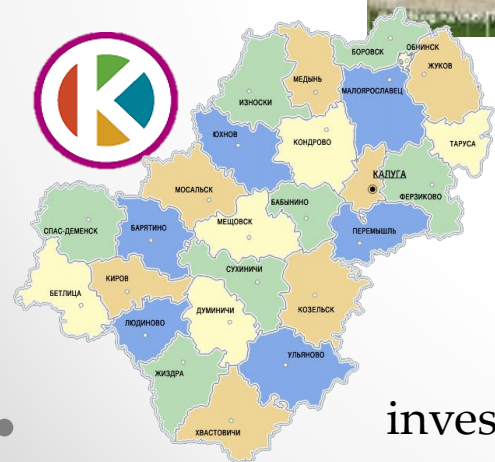 БОРОВСК
ОБНИНСК
ЖУКОВ
МЕДЫНЬ
МАЛОЯРОСЛАВЕЦ
ИЗНОСКИ
ЮХНОВ
КОНДРОВО
ТАРУСА
КАЛУГА
МОСАЛЬСК
БАБЫНИНО
ФЕРЗИКОВО
СПАС-ДЕМЕНСК
БАРЯТИНО
МЕЩОВСК
ПЕРЕМЫШЛЬ
СУХИНИЧИ
КИРОВ
БЕТЛИЦА
ДУМИНИЧИ
КОЗЕЛЬСК
ЛЮДИНОВО
УЛЬЯНОВО
ЖИЗДРА
ХВАСТОВИЧИ
inves